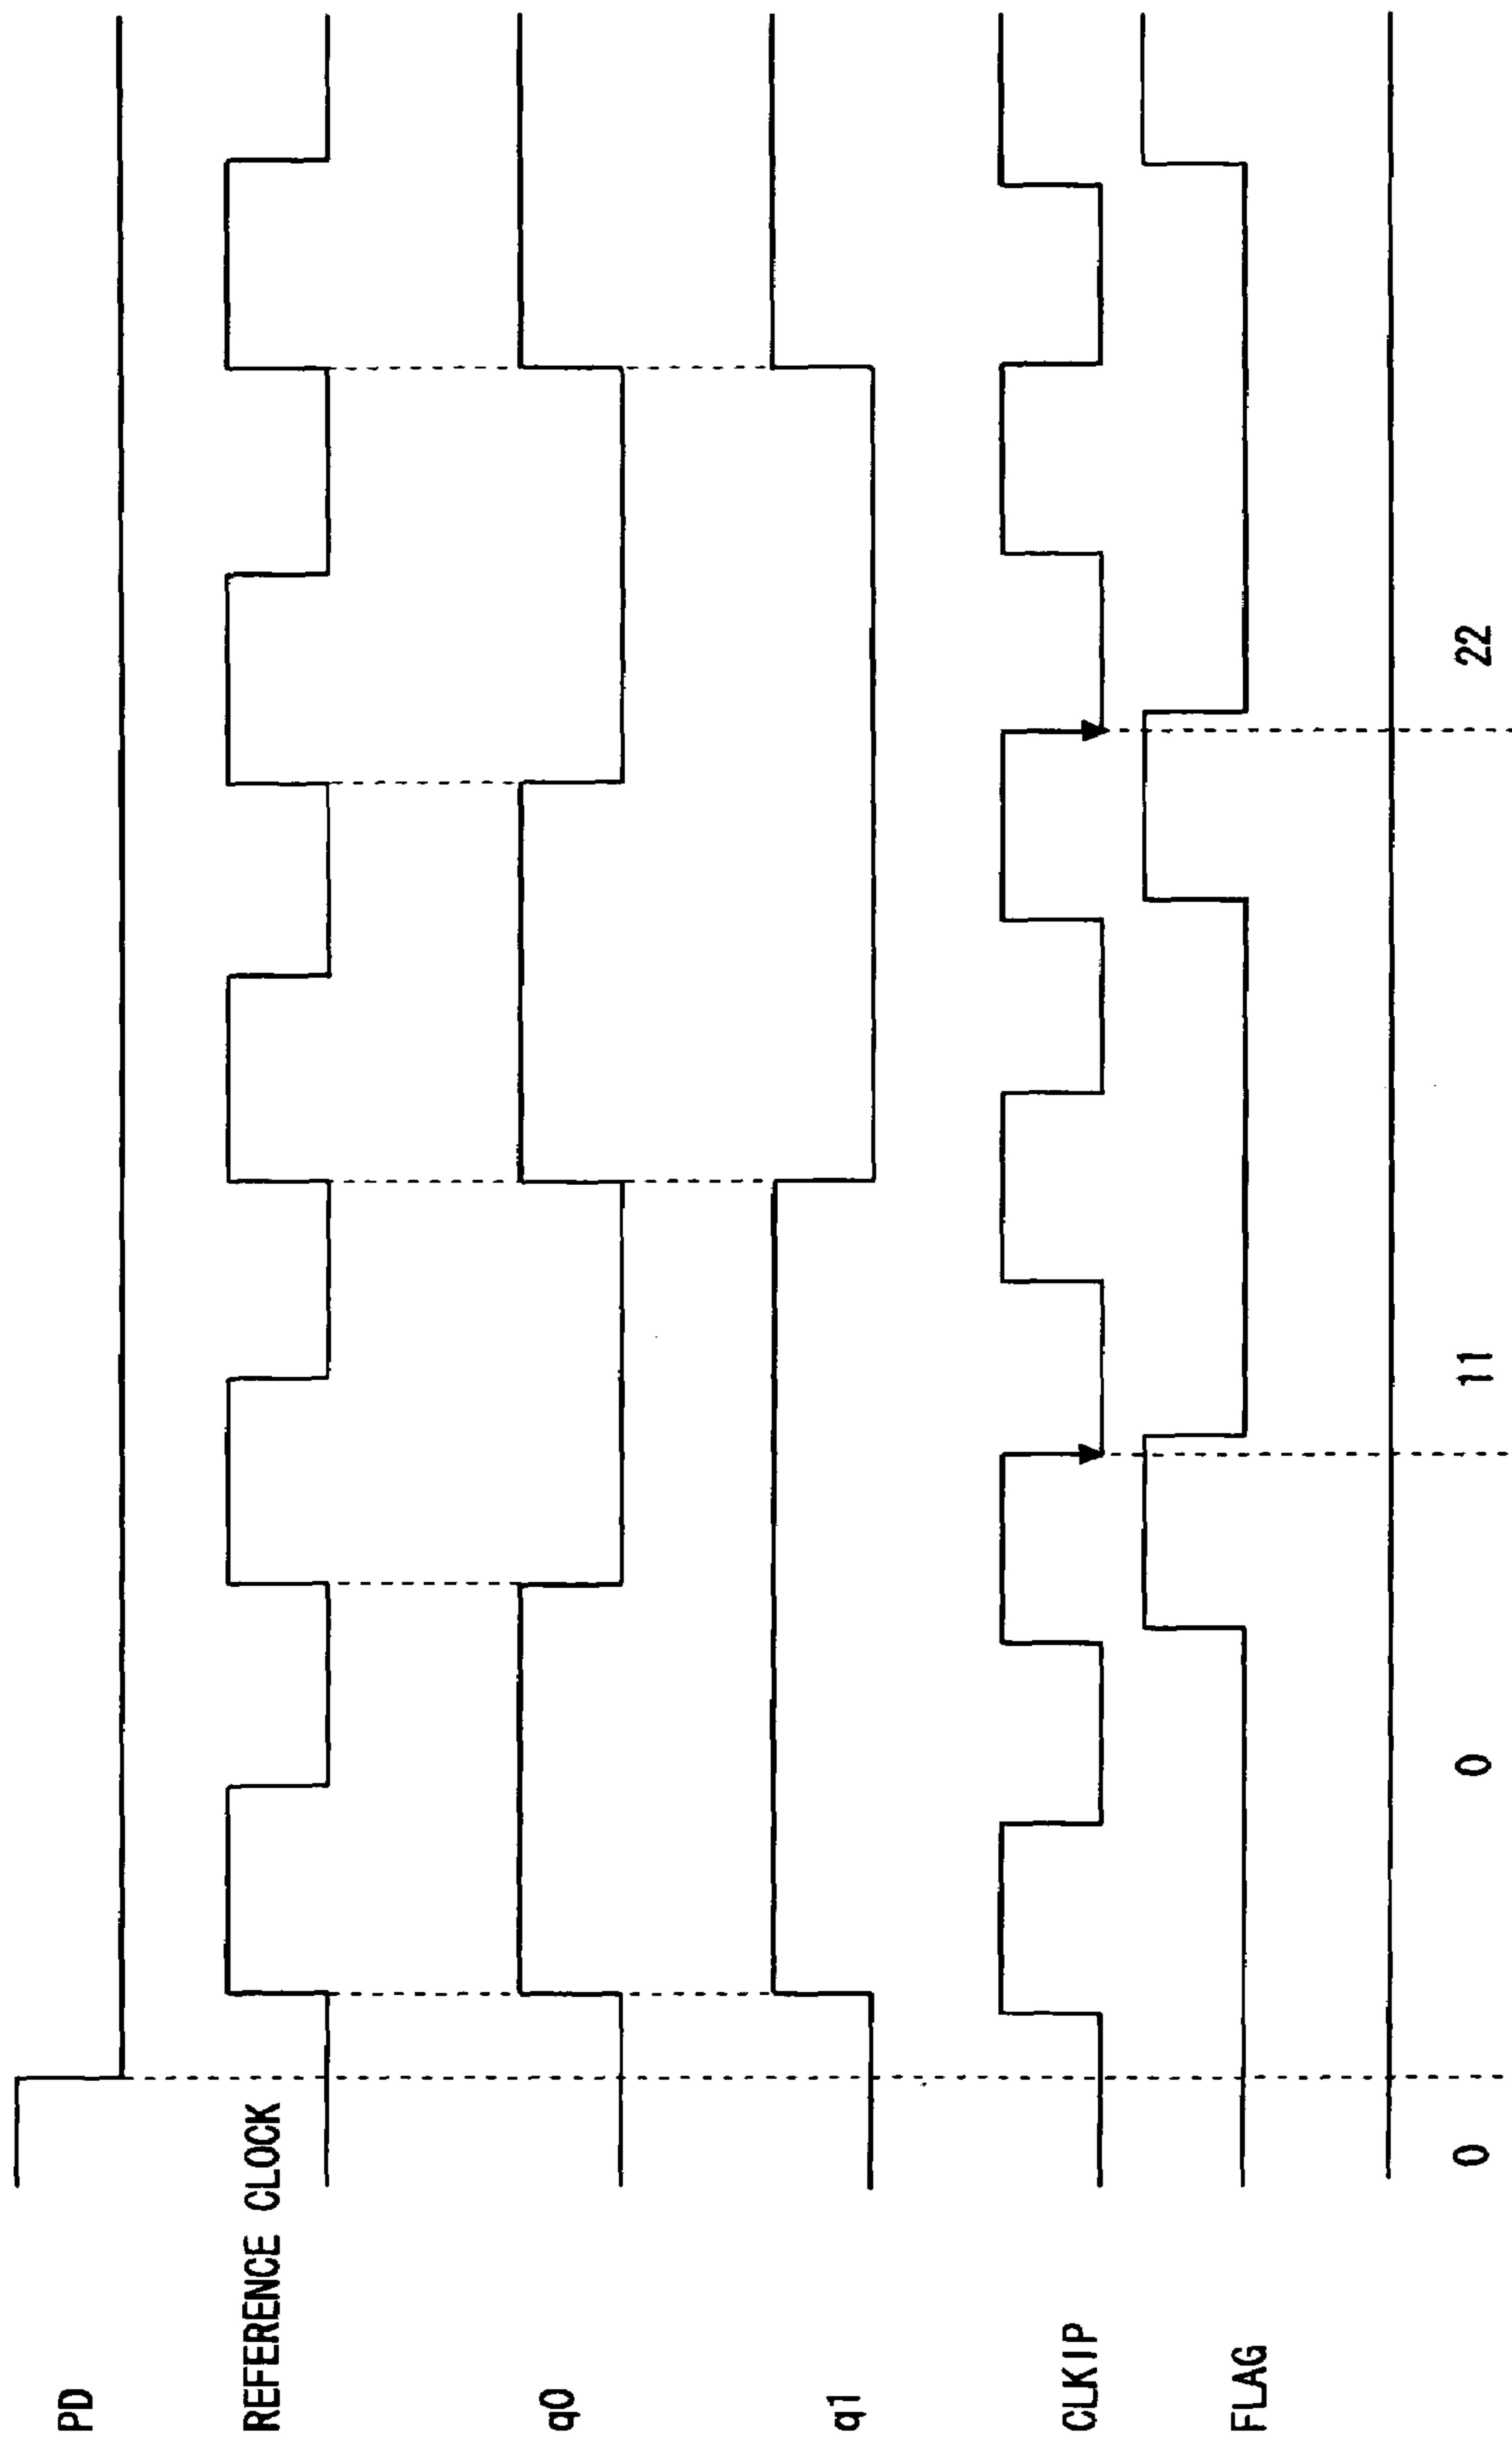 PD
REFERENCE CLOCK
q0
q1
CLKIP
FLAG
0 0 11 22